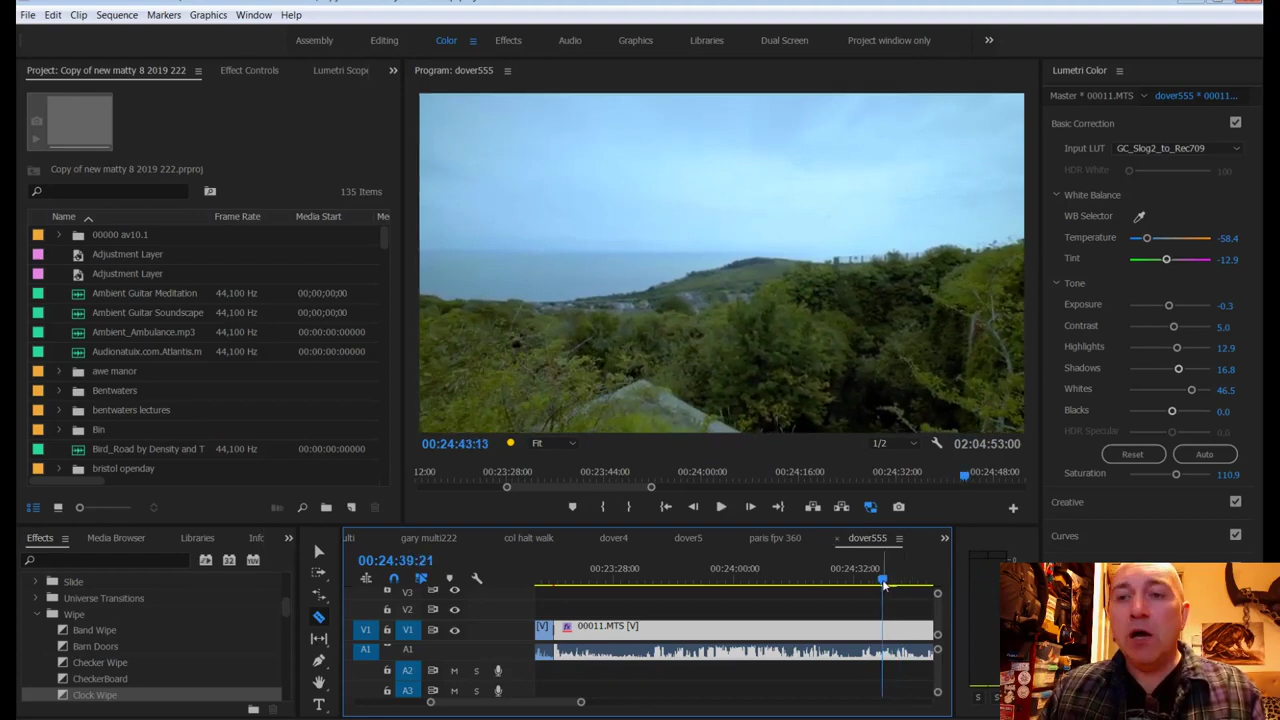 File Edit Clip Sequence Markers Graphics Window Help
Assembly Editing Color Effects Audio Graphics Libraries Dual Screen Project window only
Project: Copy of new matty 8 2019 222 Effect Controls Lumetri Scop
Program: dover555
Lumetri Color
Master * 00011.MTS dover555 * 00011...
Basic Correction
Input LUT GC_Slog2_to_Rec709
HDR White 100
White Balance
WB Selector
Temperature -58.4
Tint -12.9
Tone
Exposure -0.3
Contrast 5.0
Highlights 12.9
Shadows 16.8
Whites 46.5
Blacks 0.0
HDR Specular 0.0
Reset Auto
Saturation 110.9
Creative
Curves
Copy of new matty 8 2019 222.prproj
135 Items
Name Frame Rate Media Start Me
00000 av10.1
Adjustment Layer
Adjustment Layer
Ambient Guitar Meditation 44,100 Hz 00;00;00;00
Ambient Guitar Soundscape 44,100 Hz 00;00;00;00
Ambient_Ambulance.mp3 44,100 Hz 00:00:00:00000
Audionatuix.com.Atlantis.m 44,100 Hz 00:00:00:00000
awe manor
Bentwaters
bentwaters lectures
Bin
Bird_Road by Density and T 44,100 Hz 00:00:00:00000
bristol openday
00:24:43:13 Fit 1/2 02:04:53:00
12:00 00:23:28:00 00:23:44:00 00:24:00:00 00:24:16:00 00:24:32:00 00:24:48:00
Effects Media Browser Libraries Info
Slide
Universe Transitions
Wipe
Band Wipe
Barn Doors
Checker Wipe
CheckerBoard
Clock Wipe
ulti gary multi222 col halt walk dover4 dover5 paris fpv 360 × dover555
00:24:39:21
00:23:28:00 00:24:00:00 00:24:32:00
V3
V2
V1 V1 [V] fx 00011.MTS [V]
A1 A1
A2 M S
A3 M S
S